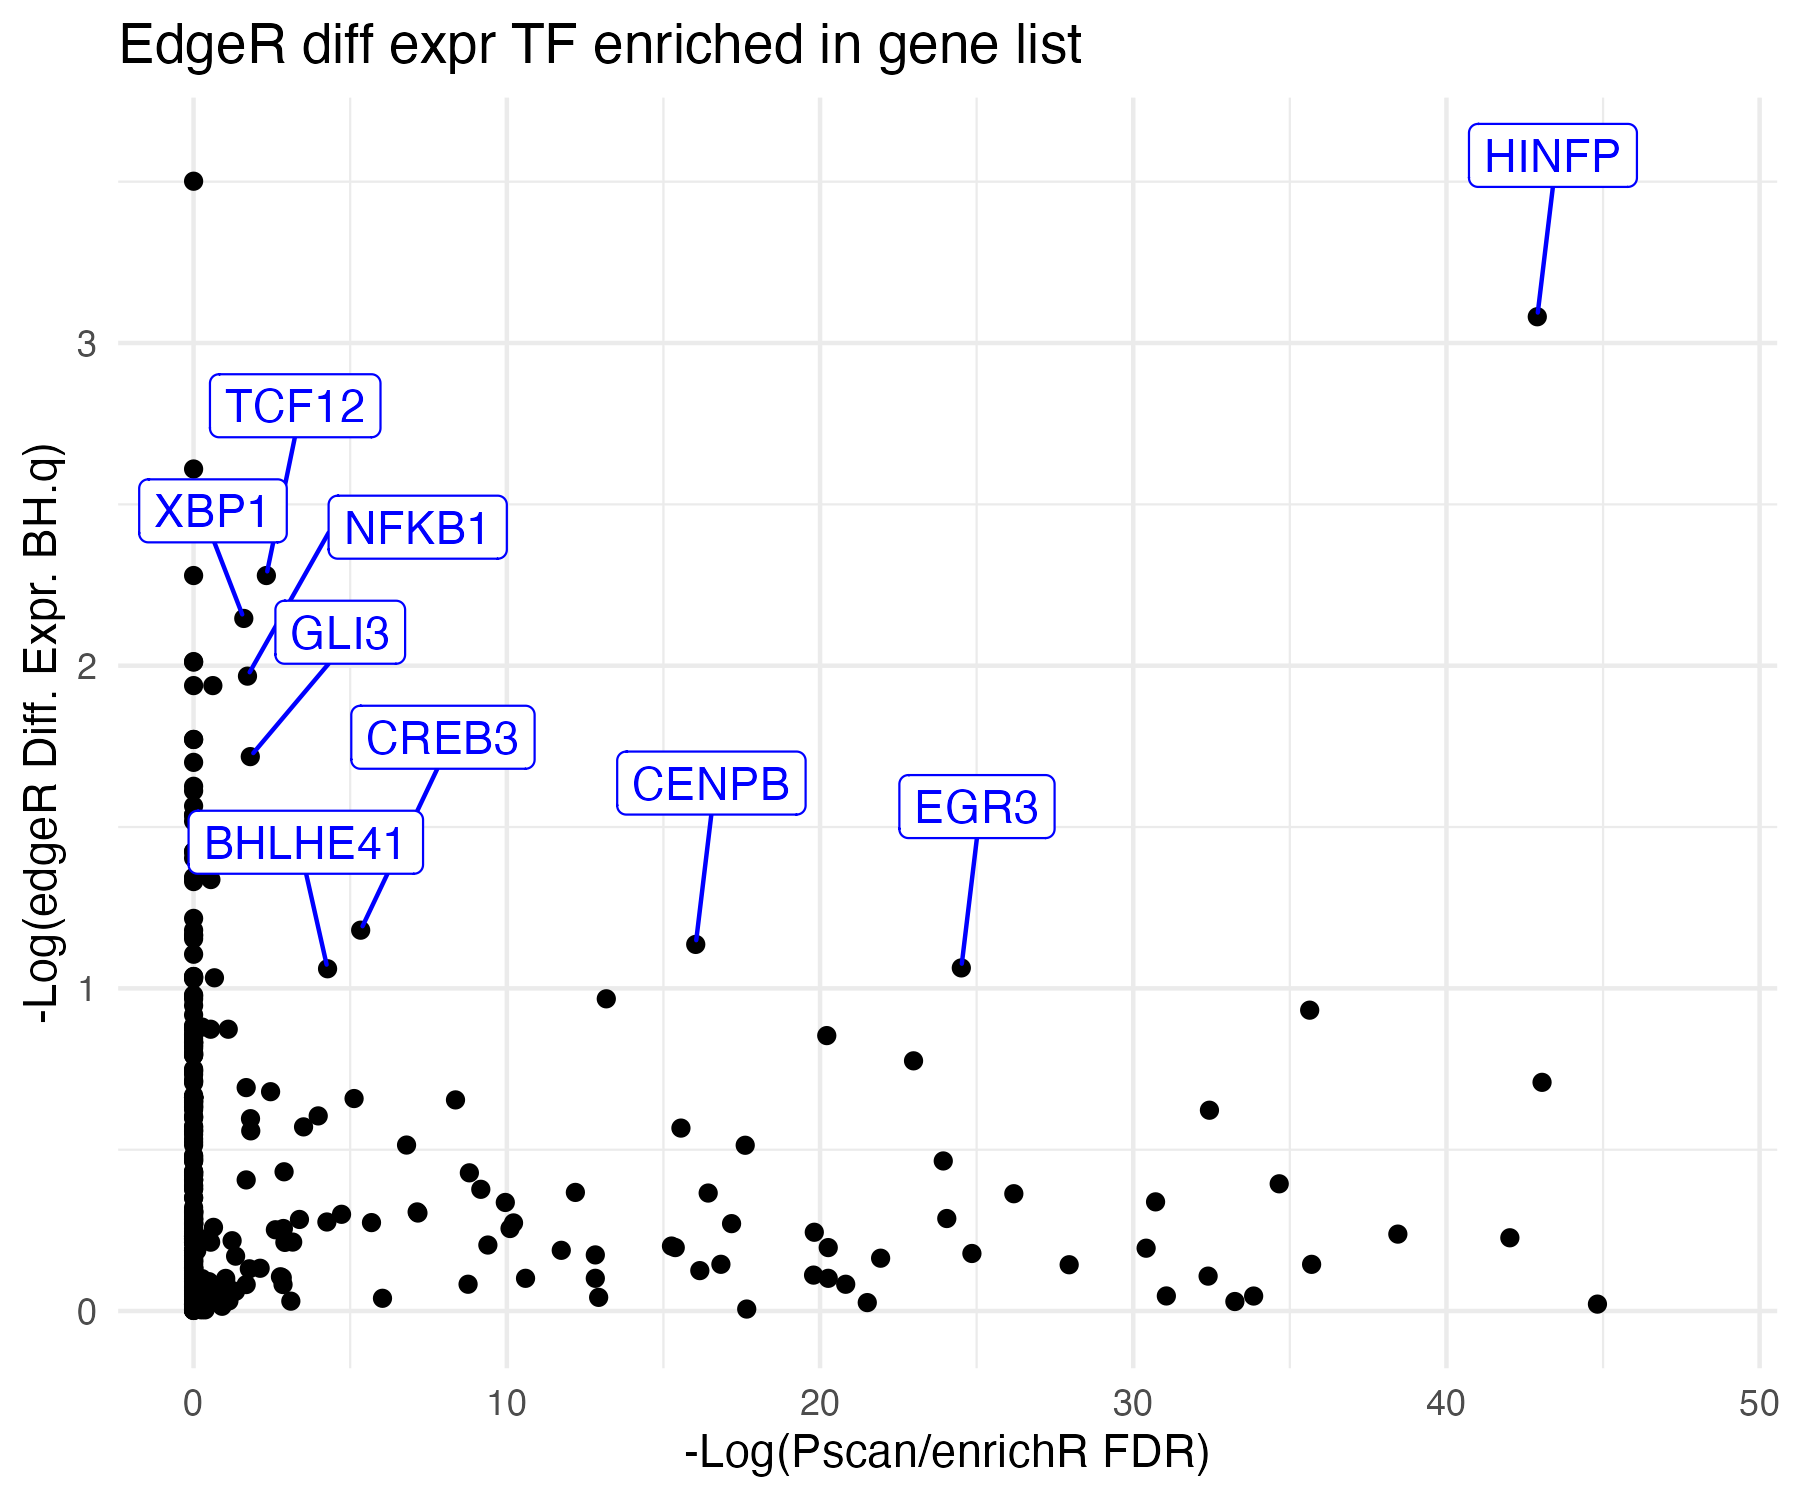 EdgeR diff expr TF enriched in gene list
HINFP
3
TCF12
XBP1
NFKB1
GLI3
2
CREB3
CENPB
EGR3
BHLHE41
1
0
-Log(edgeR Diff. Expr. BH.q)
0 10 20 30 40 50
-Log(Pscan/enrichR FDR)